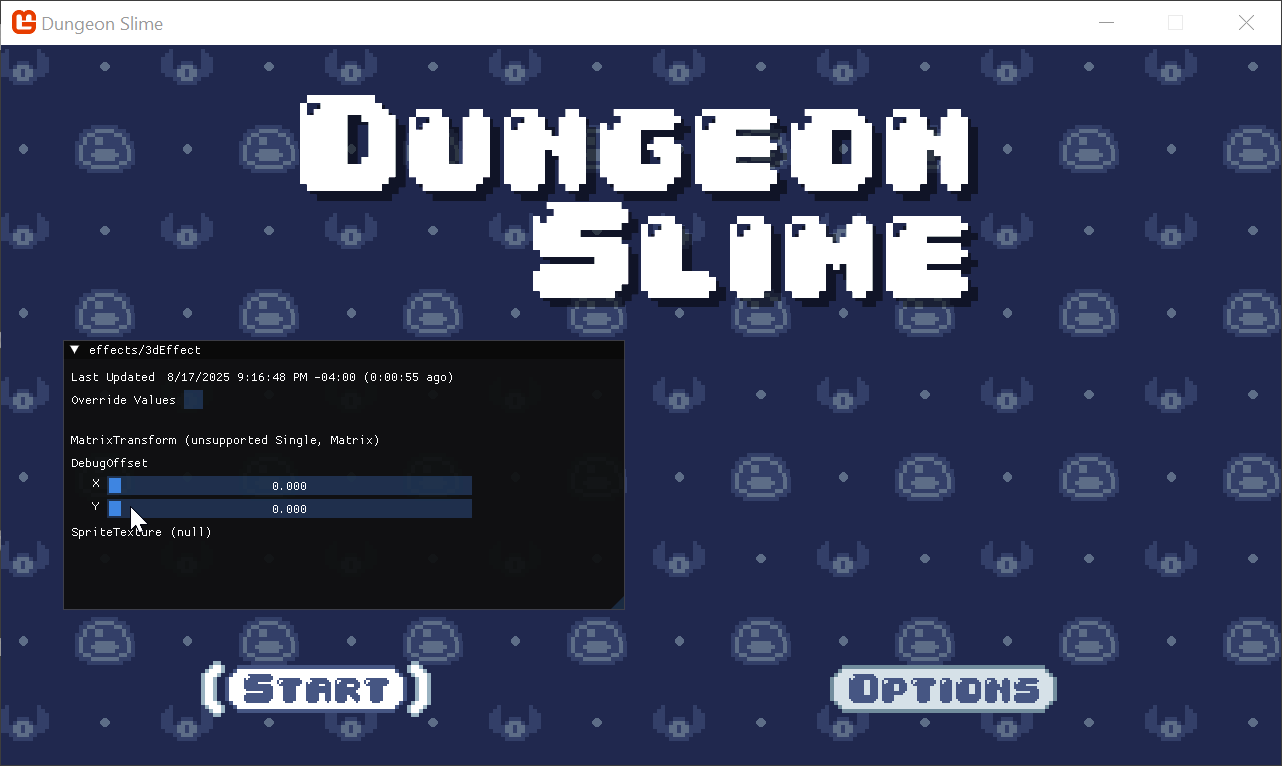 Dungeon Slime
DUNGEON
SLIME
effects/3dEffect
Last Updated 8/17/2025 9:16:48 PM -04:00 (0:00:55 ago)
Override Values
MatrixTransform (unsupported Single, Matrix)
DebugOffset
X 0.000
Y 0.000
SpriteTexture (null)
START
OPTIONS